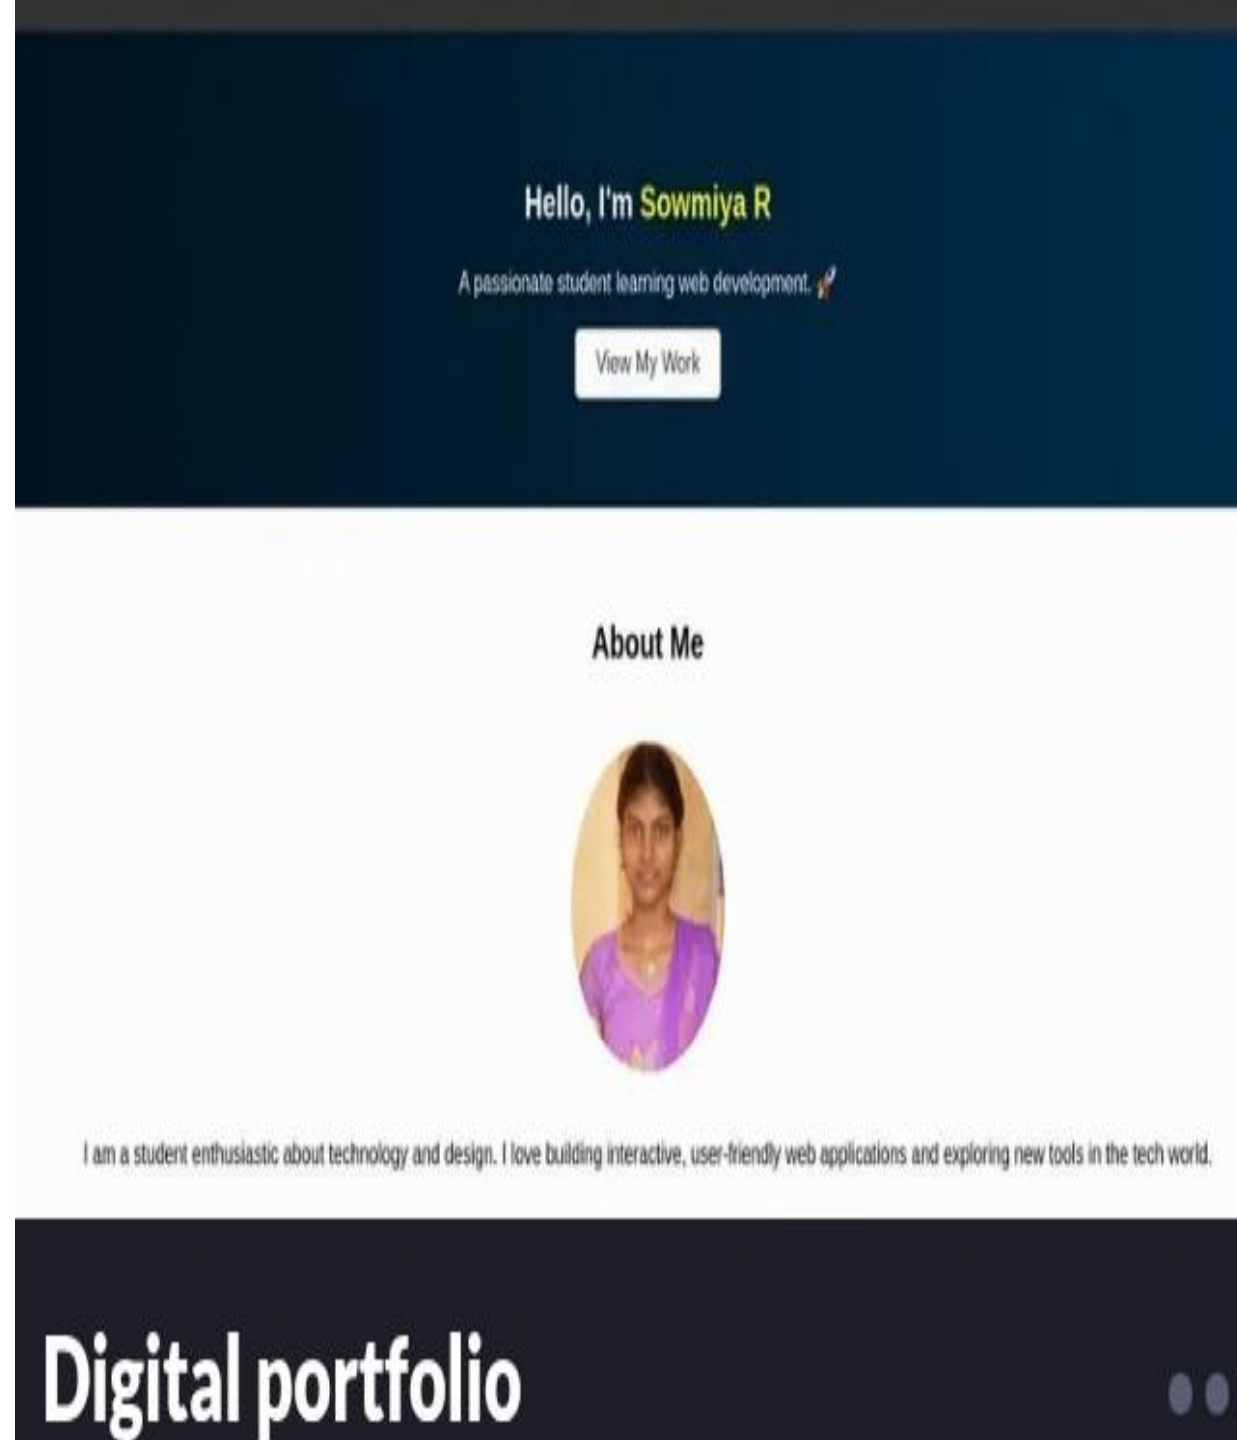 Hello, I'm Sowmiya R
A passionate student learning web development. 🚀
View My Work
About Me
I am a student enthusiastic about technology and design. I love building interactive, user-friendly web applications and exploring new tools in the tech world.
Digital portfolio